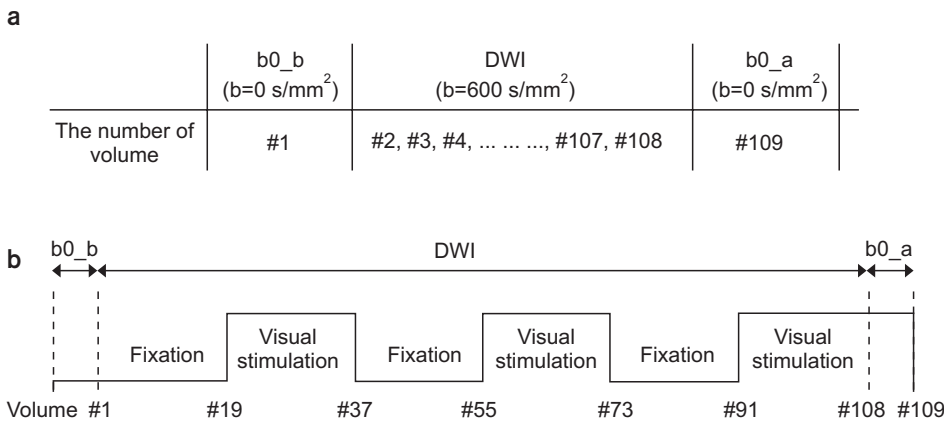 a
b0_b DWI b0_a
(b=0 s/mm²) (b=600 s/mm²) (b=0 s/mm²)
The number of volume #1 #2, #3, #4, ... ... ..., #107, #108 #109
b
b0_b DWI b0_a
Fixation Visual stimulation Fixation Visual stimulation Fixation Visual stimulation
Volume #1 #19 #37 #55 #73 #91 #108 #109